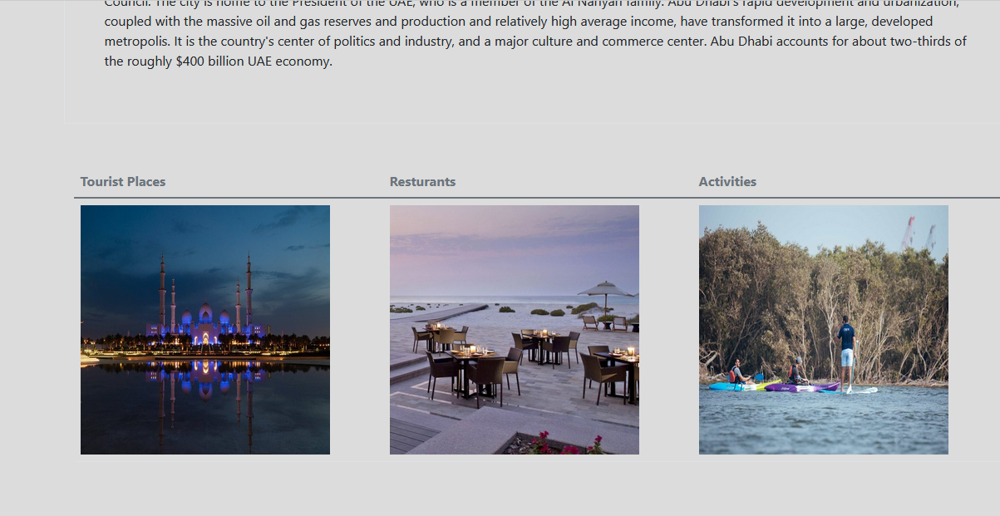 Council. The city is home to the President of the UAE, who is a member of the Al Nahyan family. Abu Dhabi's rapid development and urbanization,
coupled with the massive oil and gas reserves and production and relatively high average income, have transformed it into a large, developed
metropolis. It is the country's center of politics and industry, and a major culture and commerce center. Abu Dhabi accounts for about two-thirds of
the roughly $400 billion UAE economy.
Tourist Places
Resturants
Activities